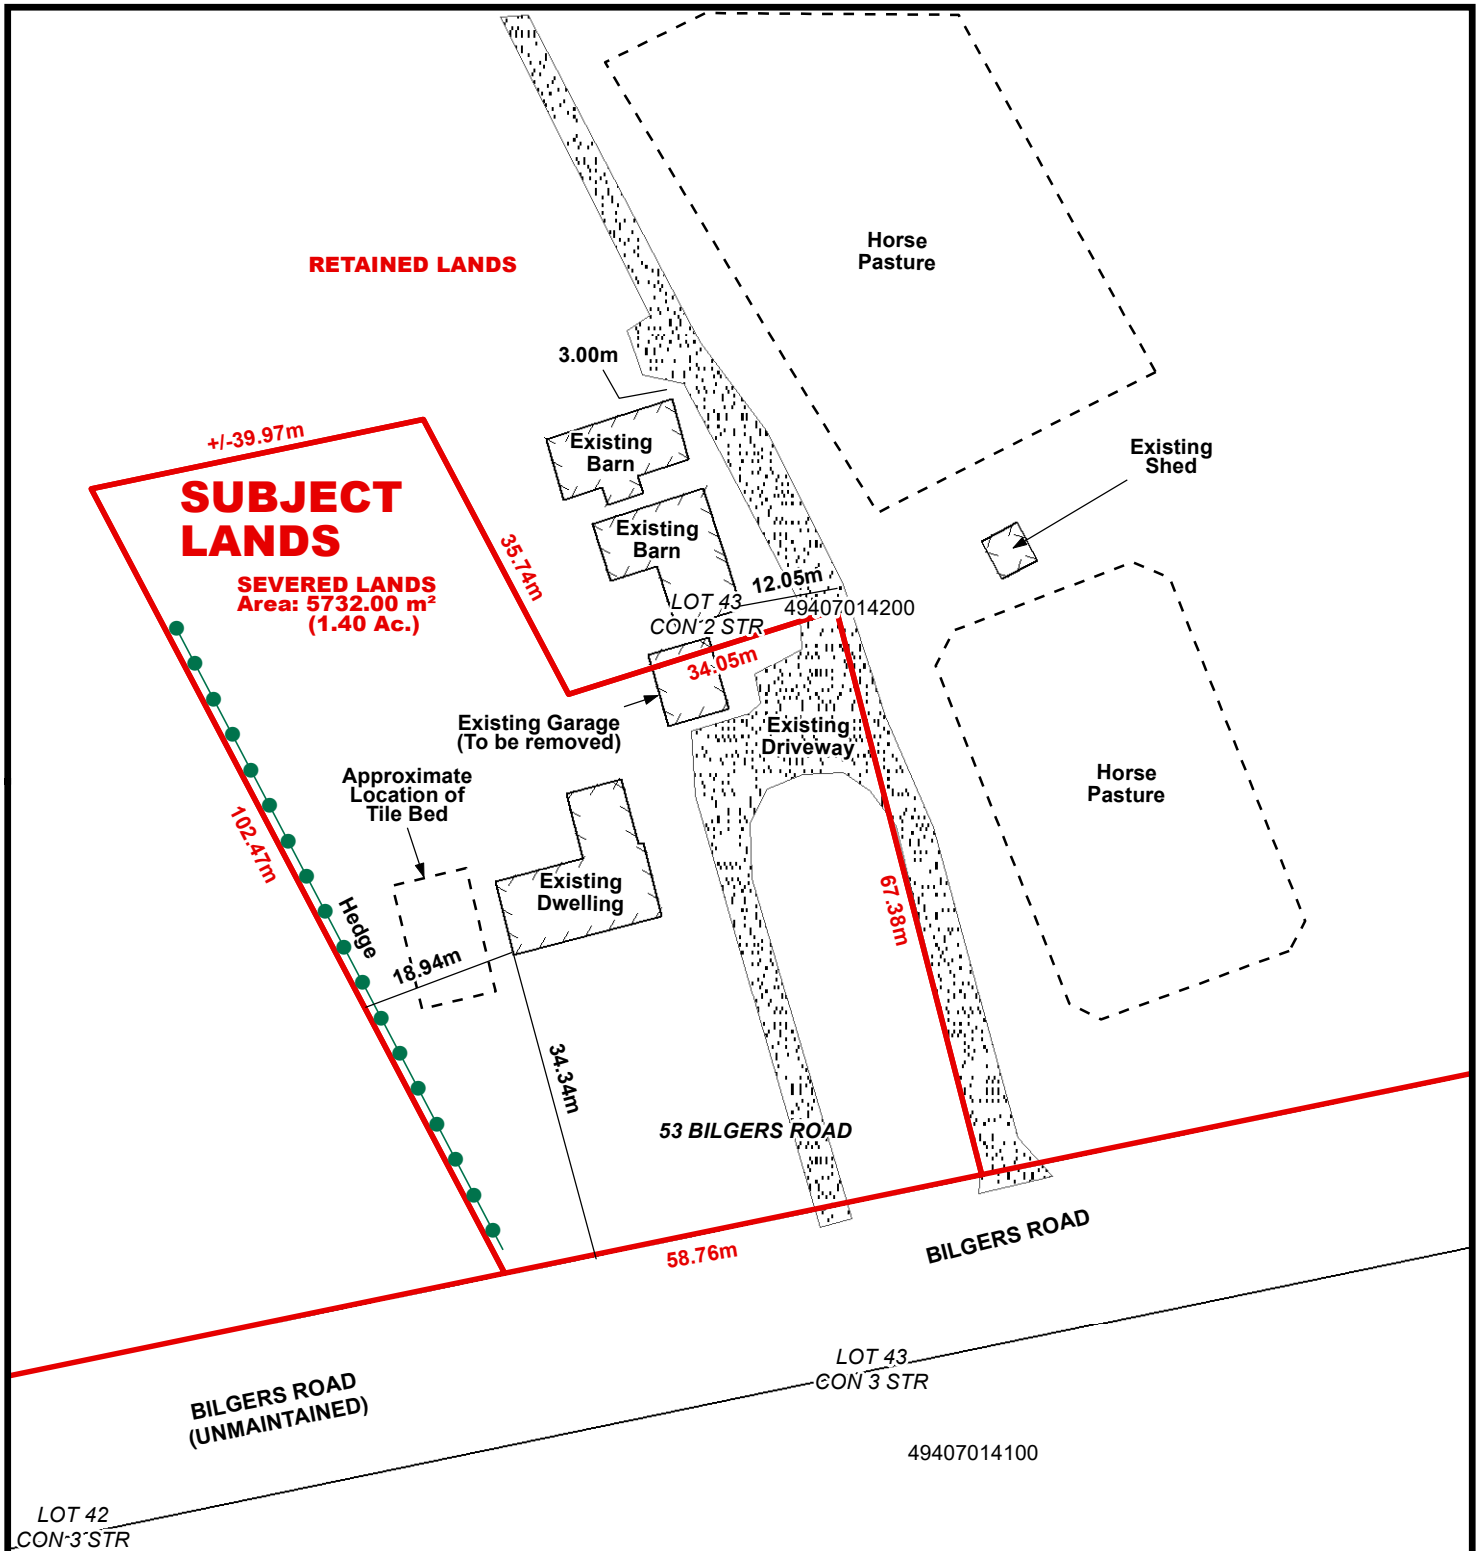 Horse
Pasture
RETAINED LANDS
3.00m
+/-39.97m
Existing
Barn
Existing
Shed
SUBJECT
LANDS
Existing
Barn
35.74m
SEVERED LANDS
Area: 5732.00 m²
(1.40 Ac.)
12.05m
LOT 43
CON 2 STR
49407014200
34.05m
Existing Garage
(To be removed)
Existing
Driveway
Approximate
Location of
Tile Bed
Horse
Pasture
102.47m
Existing
Dwelling
67.38m
Hedge
18.94m
34.34m
53 BILGERS ROAD
BILGERS ROAD
58.76m
LOT 43
CON 3 STR
BILGERS ROAD
(UNMAINTAINED)
49407014100
LOT 42
CON 3 STR